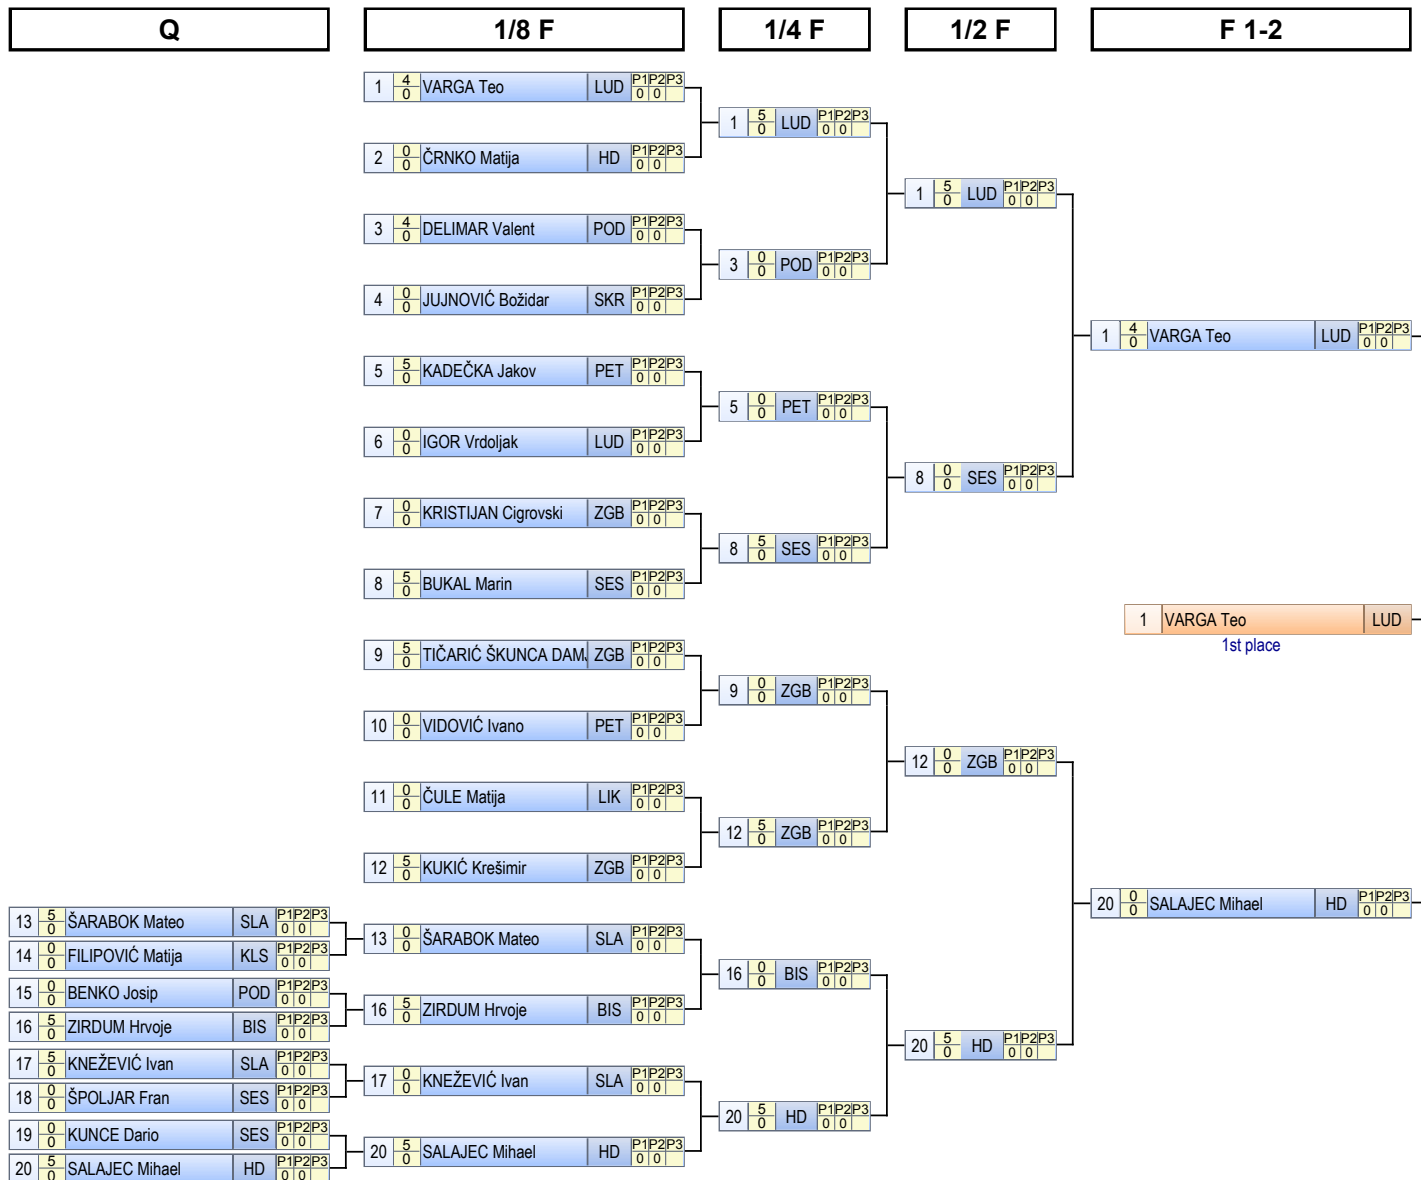 Q 1/8 F 1/4 F 1/2 F F 1-2
1 4 0 VARGA Teo LUD P1 P2 P3 0 0
1 5 0 LUD P1 P2 P3 0 0
2 0 0 ČRNKO Matija HD P1 P2 P3 0 0
1 5 0 LUD P1 P2 P3 0 0
3 4 0 DELIMAR Valent POD P1 P2 P3 0 0
3 0 0 POD P1 P2 P3 0 0
4 0 0 JUJNOVIĆ Božidar SKR P1 P2 P3 0 0
1 4 0 VARGA Teo LUD P1 P2 P3 0 0
5 5 0 KADEČKA Jakov PET P1 P2 P3 0 0
5 0 0 PET P1 P2 P3 0 0
6 0 0 IGOR Vrdoljak LUD P1 P2 P3 0 0
8 0 0 SES P1 P2 P3 0 0
7 0 0 KRISTIJAN Cigrovski ZGB P1 P2 P3 0 0
8 5 0 SES P1 P2 P3 0 0
8 5 0 BUKAL Marin SES P1 P2 P3 0 0
1 VARGA Teo LUD
1st place
9 5 0 TIČARIĆ ŠKUNCA DAM ZGB P1 P2 P3 0 0
9 0 0 ZGB P1 P2 P3 0 0
10 0 0 VIDOVIĆ Ivano PET P1 P2 P3 0 0
12 0 0 ZGB P1 P2 P3 0 0
11 0 0 ČULE Matija LIK P1 P2 P3 0 0
12 5 0 ZGB P1 P2 P3 0 0
12 5 0 KUKIĆ Krešimir ZGB P1 P2 P3 0 0
20 0 0 SALAJEC Mihael HD P1 P2 P3 0 0
13 5 0 ŠARABOK Mateo SLA P1 P2 P3 0 0
13 0 0 ŠARABOK Mateo SLA P1 P2 P3 0 0
14 0 0 FILIPOVIĆ Matija KLS P1 P2 P3 0 0
16 0 0 BIS P1 P2 P3 0 0
15 0 0 BENKO Josip POD P1 P2 P3 0 0
16 5 0 ZIRDUM Hrvoje BIS P1 P2 P3 0 0
16 5 0 ZIRDUM Hrvoje BIS P1 P2 P3 0 0
20 5 0 HD P1 P2 P3 0 0
17 5 0 KNEŽEVIĆ Ivan SLA P1 P2 P3 0 0
17 0 0 KNEŽEVIĆ Ivan SLA P1 P2 P3 0 0
18 0 0 ŠPOLJAR Fran SES P1 P2 P3 0 0
20 5 0 HD P1 P2 P3 0 0
19 0 0 KUNCE Dario SES P1 P2 P3 0 0
20 5 0 SALAJEC Mihael HD P1 P2 P3 0 0
20 5 0 SALAJEC Mihael HD P1 P2 P3 0 0